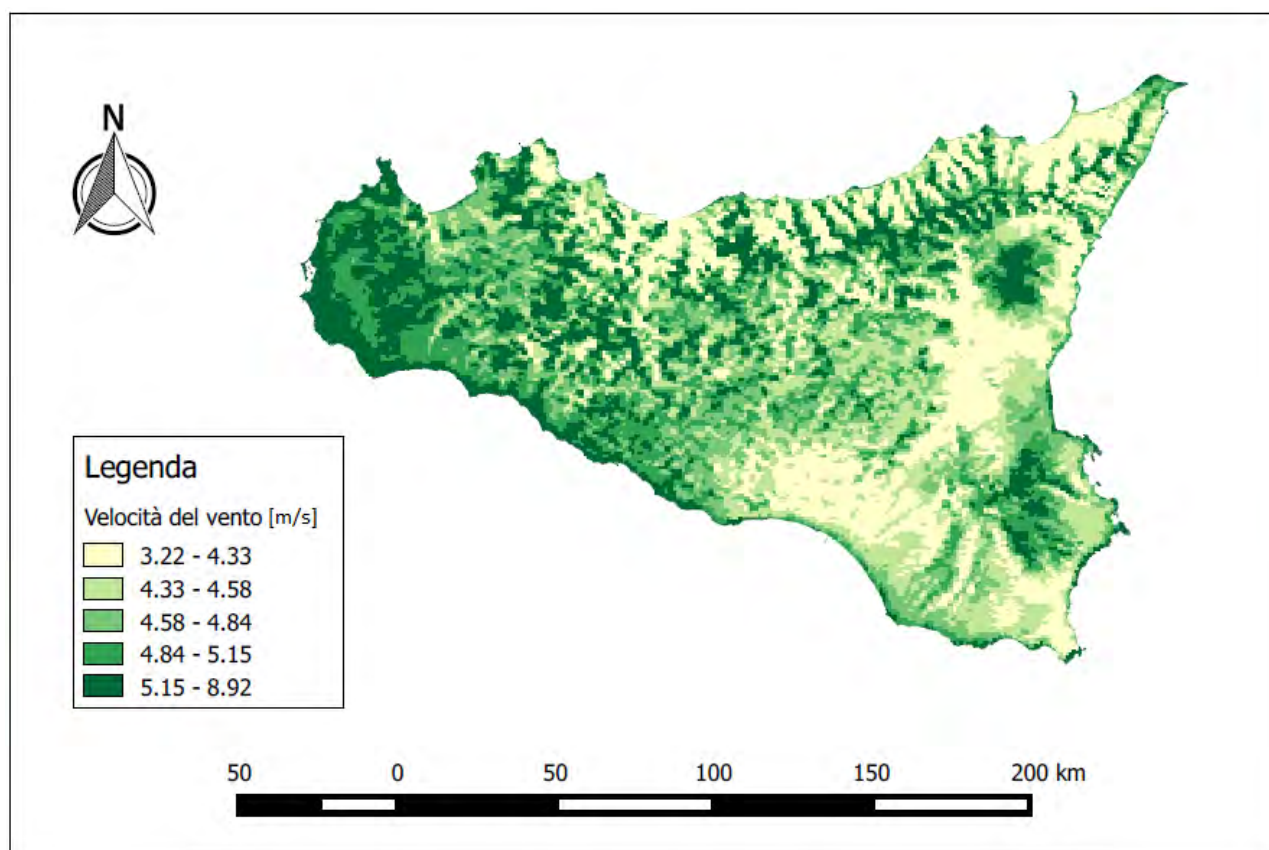 N
Legenda
Velocità del vento [m/s]
3.22 - 4.33
4.33 - 4.58
4.58 - 4.84
4.84 - 5.15
5.15 - 8.92
50 0 50 100 150 200 km